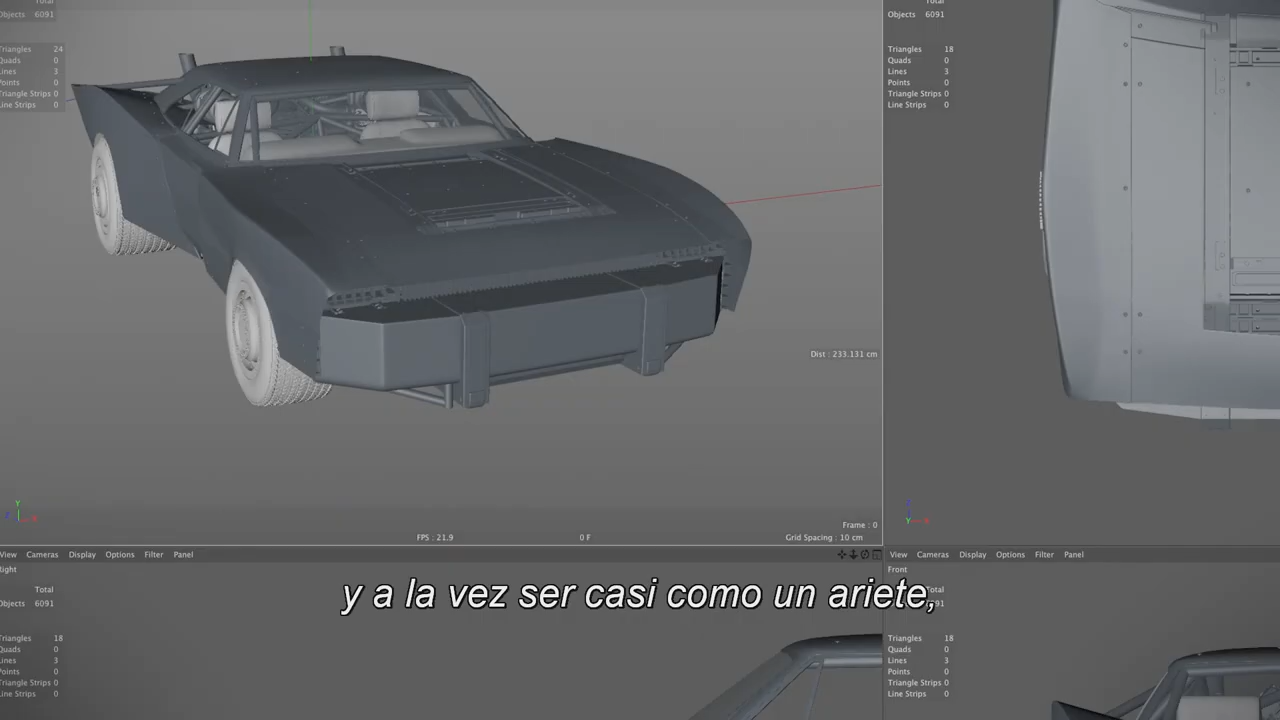 Total
Objects 6091
Triangles 24
Quads 0
Lines 3
Points 0
Triangle Strips 0
Line Strips 0
Dist : 233.131 cm
Y
Z X
Frame : 0
FPS : 21.9
0 F
Grid Spacing : 10 cm
Total
Objects 6091
Triangles 18
Quads 0
Lines 3
Points 0
Triangle Strips 0
Line Strips 0
Z
Y X
View Cameras Display Options Filter Panel
Right
Total
Objects 6091
Triangles 18
Quads 0
Lines 3
Points 0
Triangle Strips 0
Line Strips 0
View Cameras Display Options Filter Panel
Front
Total
Objects 6091
Triangles 18
Quads 0
Lines 3
Points 0
Triangle Strips 0
Line Strips 0
y a la vez ser casi como un ariete,